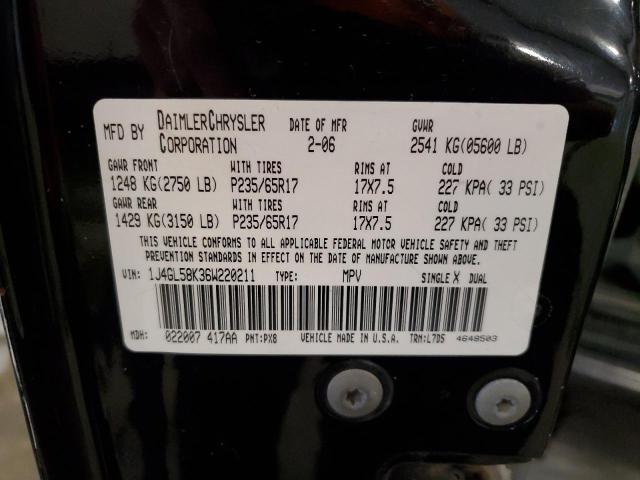 MFD BY DAIMLERCHRYSLER CORPORATION DATE OF MFR 2-06 GVWR 2541 KG(05600 LB)
GAWR FRONT WITH TIRES RIMS AT COLD
1248 KG(2750 LB) P235/65R17 17X7.5 227 KPA( 33 PSI)
GAWR REAR WITH TIRES RIMS AT COLD
1429 KG(3150 LB) P235/65R17 17X7.5 227 KPA( 33 PSI)
THIS VEHICLE CONFORMS TO ALL APPLICABLE FEDERAL MOTOR VEHICLE SAFETY AND THEFT
PREVENTION STANDARDS IN EFFECT ON THE DATE OF MANUFACTURE SHOWN ABOVE.
VIN: 1J4GL58K36W220211 TYPE: MPV SINGLE X DUAL
MDH: 022007 417AA PNT:PX8 VEHICLE MADE IN U.S.A. TRM:L7D5 4648503